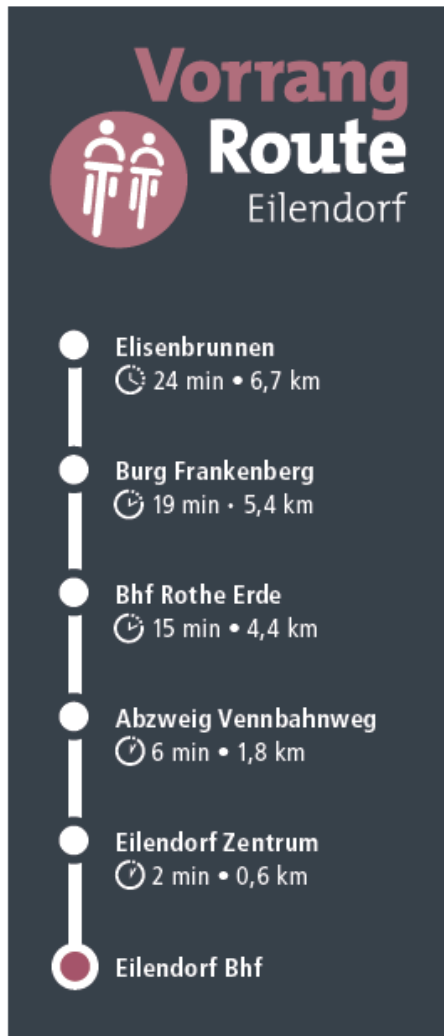 Vorrang
Route
Eilendorf
Elisenbrunnen
24 min • 6,7 km
Burg Frankenberg
19 min · 5,4 km
Bhf Rothe Erde
15 min • 4,4 km
Abzweig Vennbahnweg
6 min • 1,8 km
Eilendorf Zentrum
2 min • 0,6 km
Eilendorf Bhf